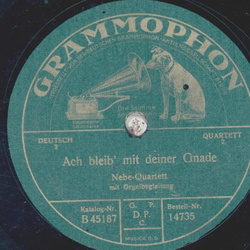 GRAMMOPHON
DEUTSCH
QUARTETT
Ach bleib' mit deiner Gnade
Nebe-Quartett
mit Orgelbegleitung
Katalog-Nr.
B 45187
G. P.
D. P.
C.
Bestell-Nr.
14735